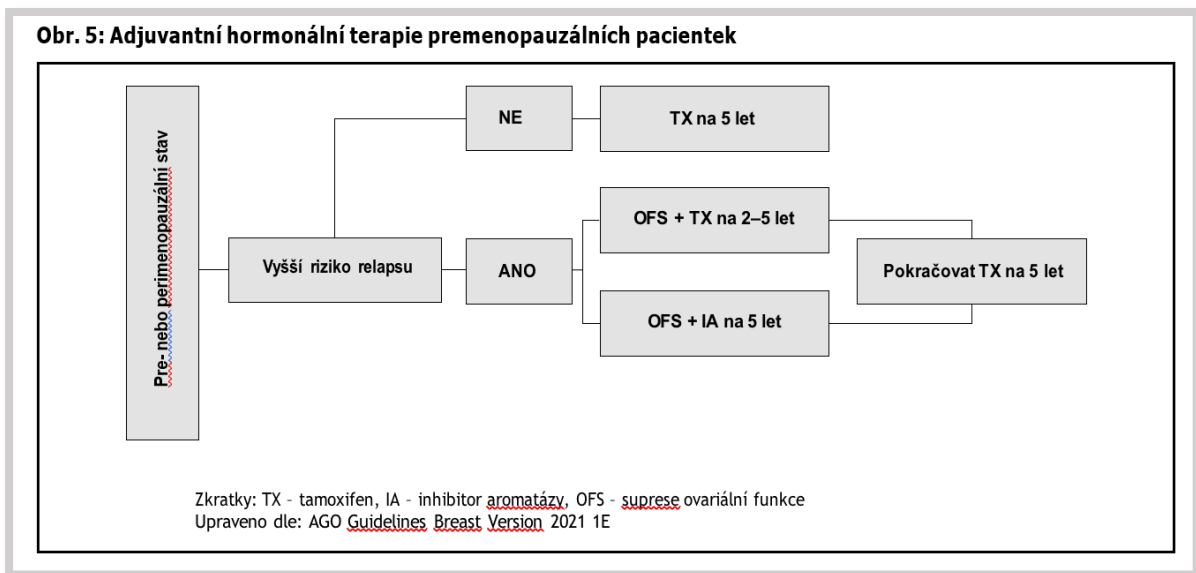 Obr. 5: Adjuvantní hormonální terapie premenopauzálních pacientek
Pre- nebo perimenopauzální stav
Vyšší riziko relapsu
NE
TX na 5 let
ANO
OFS + TX na 2–5 let
OFS + IA na 5 let
Pokračovat TX na 5 let
Zkratky: TX - tamoxifen, IA - inhibitor aromatázy, OFS - suprese ovariální funkce
Upraveno dle: AGO Guidelines Breast Version 2021 1E